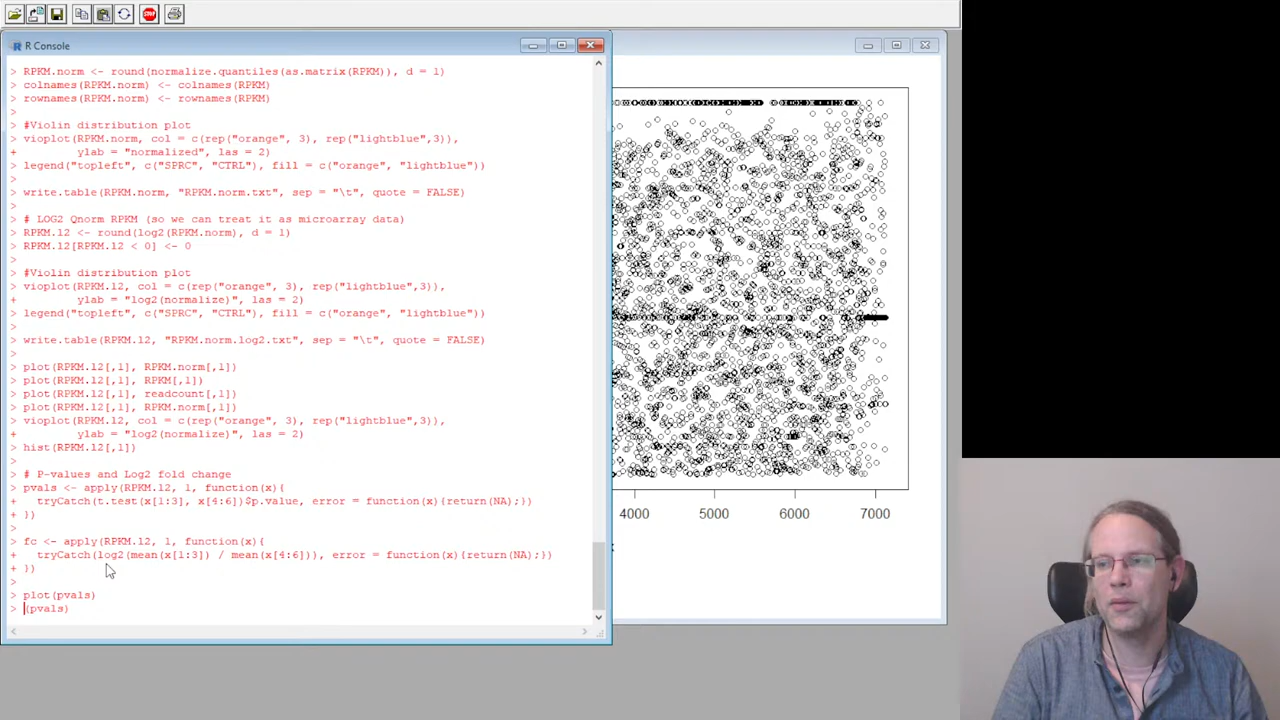 R Console
> RPKM.norm <- round(normalize.quantiles(as.matrix(RPKM)), d = 1)
> colnames(RPKM.norm) <- colnames(RPKM)
> rownames(RPKM.norm) <- rownames(RPKM)
>
> #Violin distribution plot
> vioplot(RPKM.norm, col = c(rep("orange", 3), rep("lightblue",3)),
+         ylab = "normalized", las = 2)
> legend("topleft", c("SPRC", "CTRL"), fill = c("orange", "lightblue"))
>
> write.table(RPKM.norm, "RPKM.norm.txt", sep = "\t", quote = FALSE)
>
> # LOG2 Qnorm RPKM (so we can treat it as microarray data)
> RPKM.l2 <- round(log2(RPKM.norm), d = 1)
> RPKM.l2[RPKM.l2 < 0] <- 0
>
> #Violin distribution plot
> vioplot(RPKM.l2, col = c(rep("orange", 3), rep("lightblue",3)),
+         ylab = "log2(normalize)", las = 2)
> legend("topleft", c("SPRC", "CTRL"), fill = c("orange", "lightblue"))
>
> write.table(RPKM.l2, "RPKM.norm.log2.txt", sep = "\t", quote = FALSE)
>
> plot(RPKM.l2[,1], RPKM.norm[,1])
> plot(RPKM.l2[,1], RPKM[,1])
> plot(RPKM.l2[,1], readcount[,1])
> plot(RPKM.l2[,1], RPKM.norm[,1])
> vioplot(RPKM.l2, col = c(rep("orange", 3), rep("lightblue",3)),
+         ylab = "log2(normalize)", las = 2)
> hist(RPKM.l2[,1])
>
> # P-values and Log2 fold change
> pvals <- apply(RPKM.l2, 1, function(x){
+   tryCatch(t.test(x[1:3], x[4:6])$p.value, error = function(x){return(NA);})
+ })
>
> fc <- apply(RPKM.l2, 1, function(x){
+   tryCatch(log2(mean(x[1:3]) / mean(x[4:6])), error = function(x){return(NA);})
+ })
>
> plot(pvals)
> (pvals)
4000 5000 6000 7000
STOP